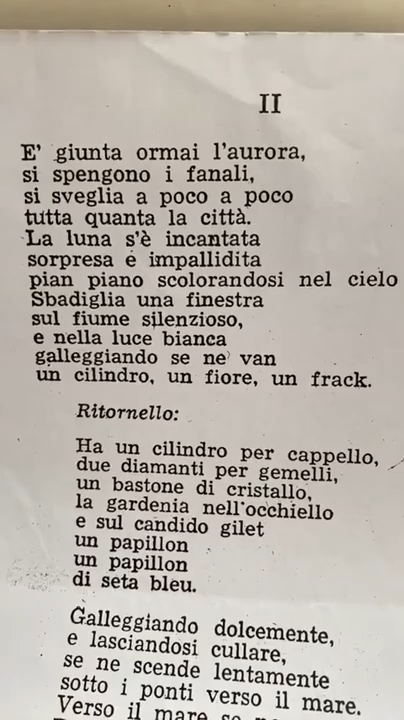 II
E' giunta ormai l'aurora,
si spengono i fanali,
si sveglia a poco a poco
tutta quanta la città.
La luna s'è incantata
sorpresa e impallidita
pian piano scolorandosi nel cielo
Sbadiglia una finestra
sul fiume silenzioso,
e nella luce bianca
galleggiando se ne van
un cilindro, un fiore, un frack.
Ritornello:
Ha un cilindro per cappello,
due diamanti per gemelli,
un bastone di cristallo,
la gardenia nell'occhiello
e sul candido gilet
un papillon
un papillon
di seta bleu.
Galleggiando dolcemente,
e lasciandosi cullare,
se ne scende lentamente
sotto i ponti verso il mare.
Verso il mare se